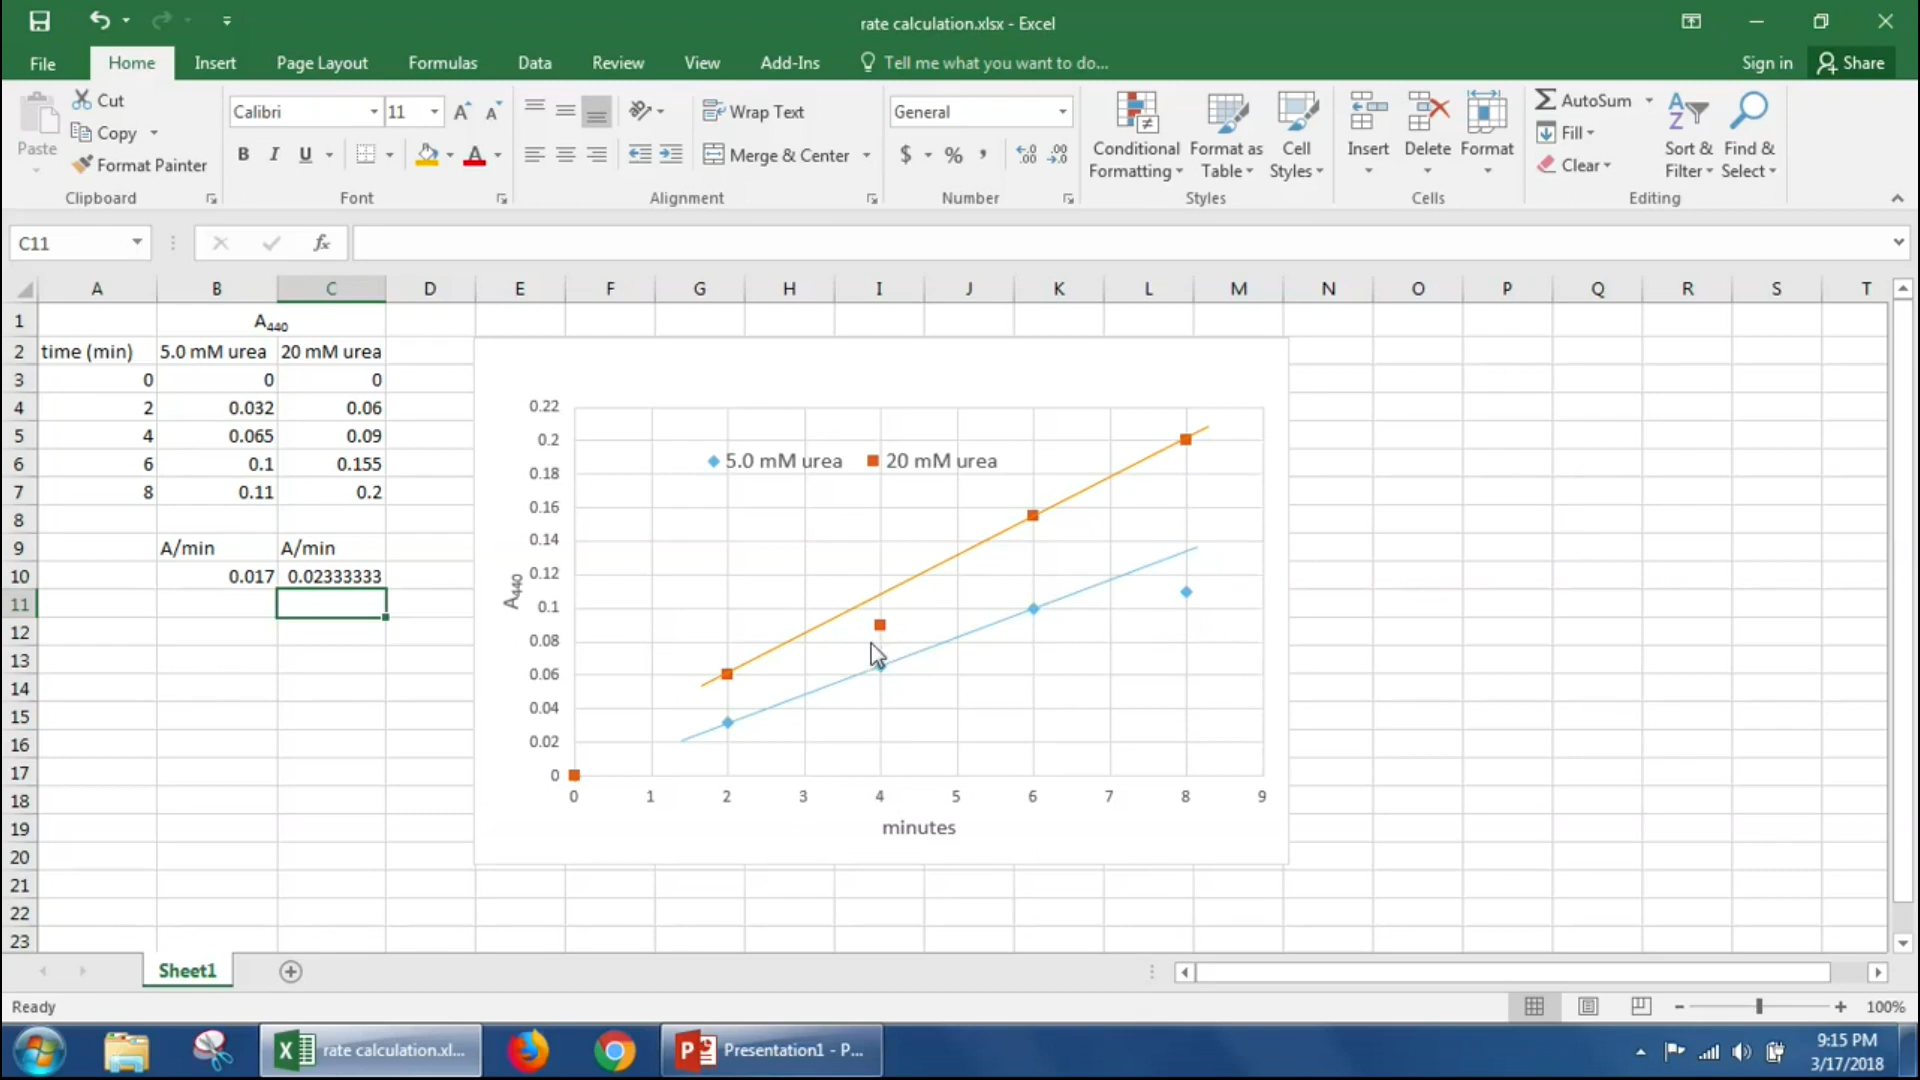 rate calculation.xlsx - Excel
File Home Insert Page Layout Formulas Data Review View Add-Ins Tell me what you want to do... Sign in Share
Paste
Cut
Copy
Format Painter
Clipboard
Calibri 11
B I U A
Font
Wrap Text
Merge & Center
Alignment
General
$ % ,
Number
Conditional Formatting
Format as Table
Cell Styles
Styles
Insert Delete Format
Cells
AutoSum
Fill
Clear
Sort & Filter
Find & Select
Editing
C11 fx
A B C D E F G H I J K L M N O P Q R S T
1 A440
2 time (min) 5.0 mM urea 20 mM urea
3 0 0 0
4 2 0.032 0.06
5 4 0.065 0.09
6 6 0.1 0.155
7 8 0.11 0.2
8
9 A/min A/min
10 0.017 0.02333333
11
12
13
14
15
16
17
18
19
20
21
22
23
5.0 mM urea 20 mM urea
0.22
0.2
0.18
0.16
0.14
0.12
0.1
0.08
0.06
0.04
0.02
0
A440
0 1 2 3 4 5 6 7 8 9
minutes
Sheet1
Ready 100%
rate calculation.xl... Presentation1 - P... 9:15 PM
3/17/2018